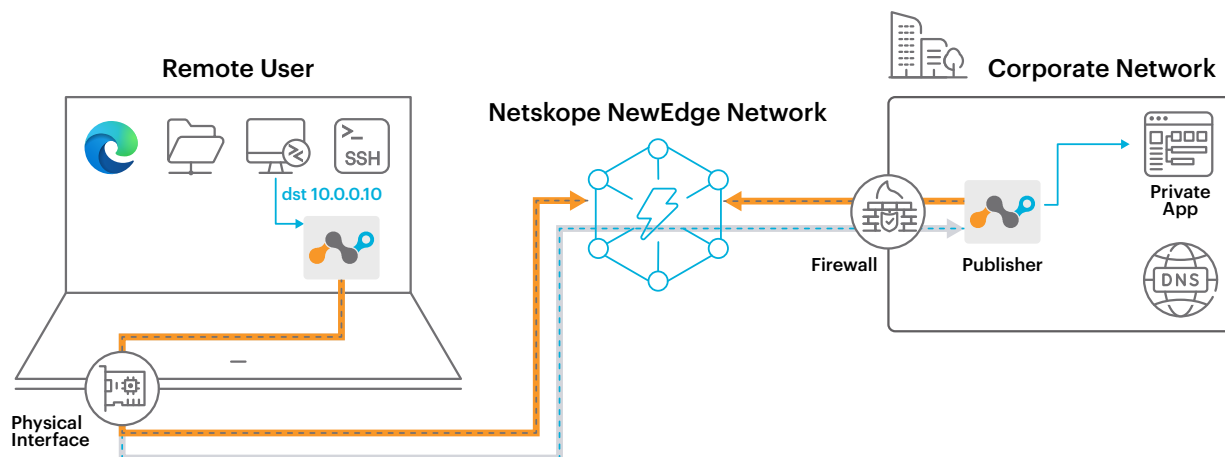 Remote User
Corporate Network
Netskope NewEdge Network
>_
SSH
dst 10.0.0.10
Private
App
Firewall
Publisher
DNS
Physical
Interface